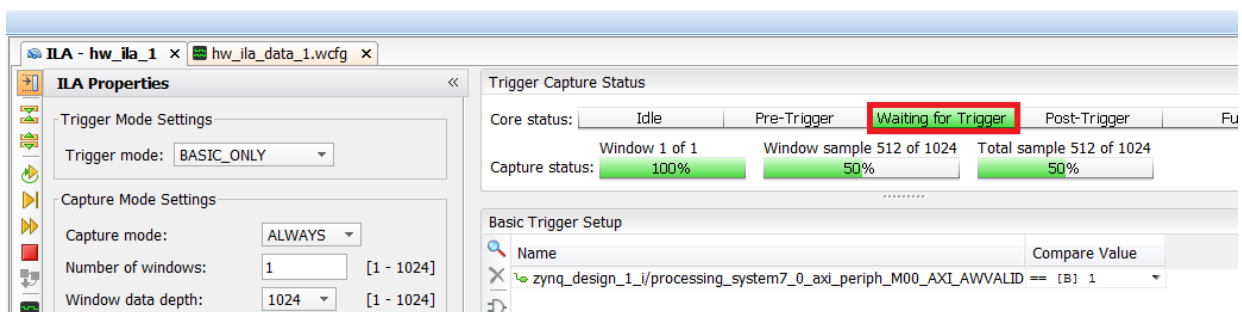 ILA - hw_ila_1 × hw_ila_data_1.wcfg ×
ILA Properties «
Trigger Mode Settings
Trigger mode: BASIC_ONLY
Capture Mode Settings
Capture mode: ALWAYS
Number of windows: 1 [1 - 1024]
Window data depth: 1024 [1 - 1024]
Trigger Capture Status
Core status: Idle Pre-Trigger Waiting for Trigger Post-Trigger Fu
Window 1 of 1 Window sample 512 of 1024 Total sample 512 of 1024
Capture status: 100% 50% 50%
Basic Trigger Setup
Name Compare Value
zynq_design_1_i/processing_system7_0_axi_periph_M00_AXI_AWVALID == [B] 1